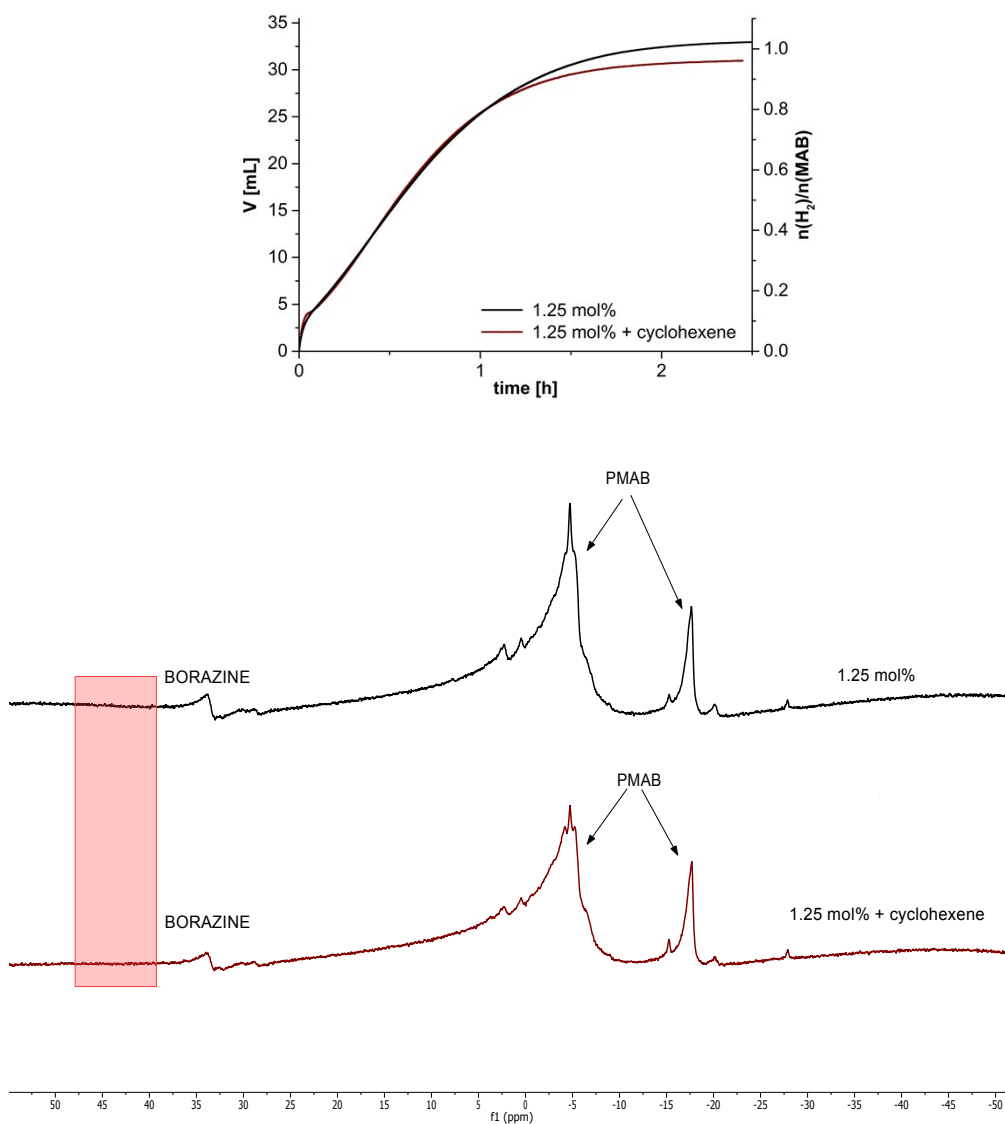 35
30
25
20
15
10
5
0
V [mL]
1.0
0.8
0.6
0.4
0.2
0.0
n(H₂)/n(MAB)
1.25 mol%
1.25 mol% + cyclohexene
0 1 2
time [h]
PMAB
BORAZINE
1.25 mol%
PMAB
BORAZINE
1.25 mol% + cyclohexene
50 45 40 35 30 25 20 15 10 5 0 -5 -10 -15 -20 -25 -30 -35 -40 -45 -50
f1 (ppm)